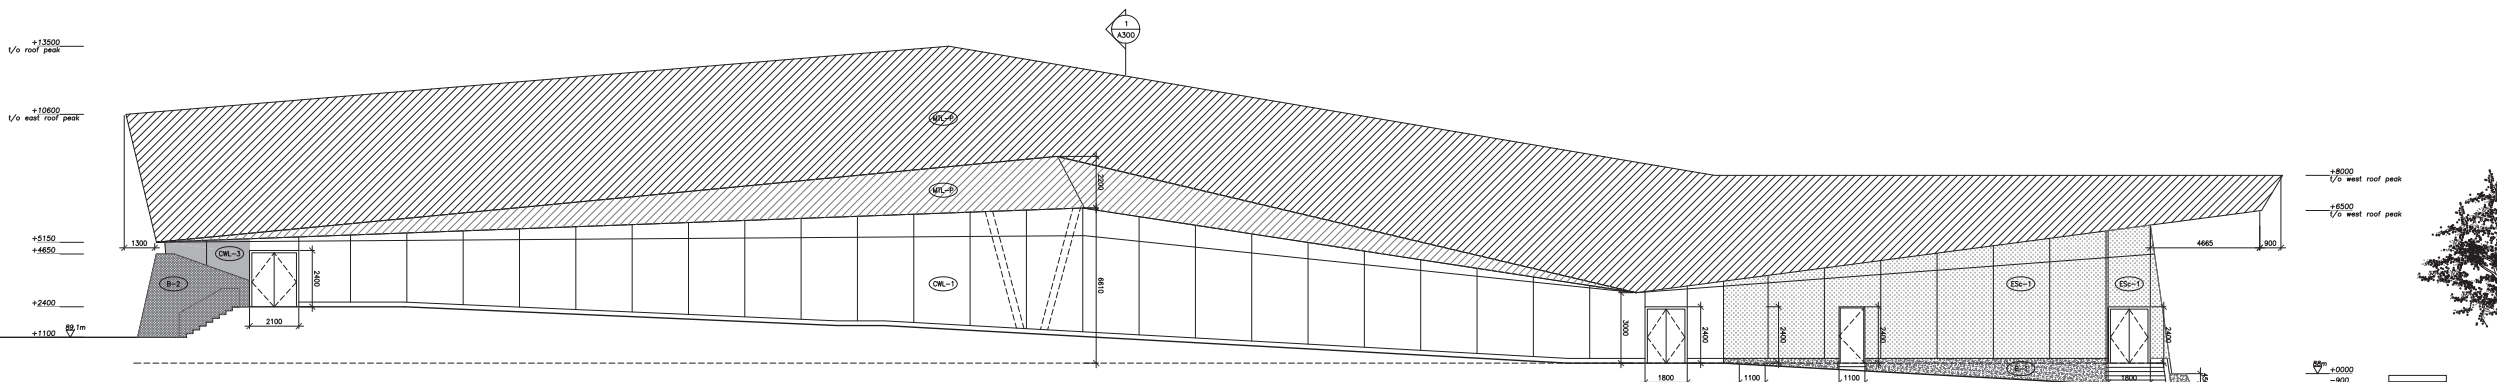 1
A300
+13500
t/o roof peak
+10600
t/o east roof peak
MTL-P
+8000
t/o west roof peak
2200
MTL-P
+6500
t/o west roof peak
+5150
1300
4665
900
+4650
CWL-3
B-2
2400
CWL-1
6610
ESc-1
ESc-1
+2400
2100
3000
2400
2400
2400
2400
+1100
89.1m
88m
+0000
1800
1100
1100
B-1
1800
-900